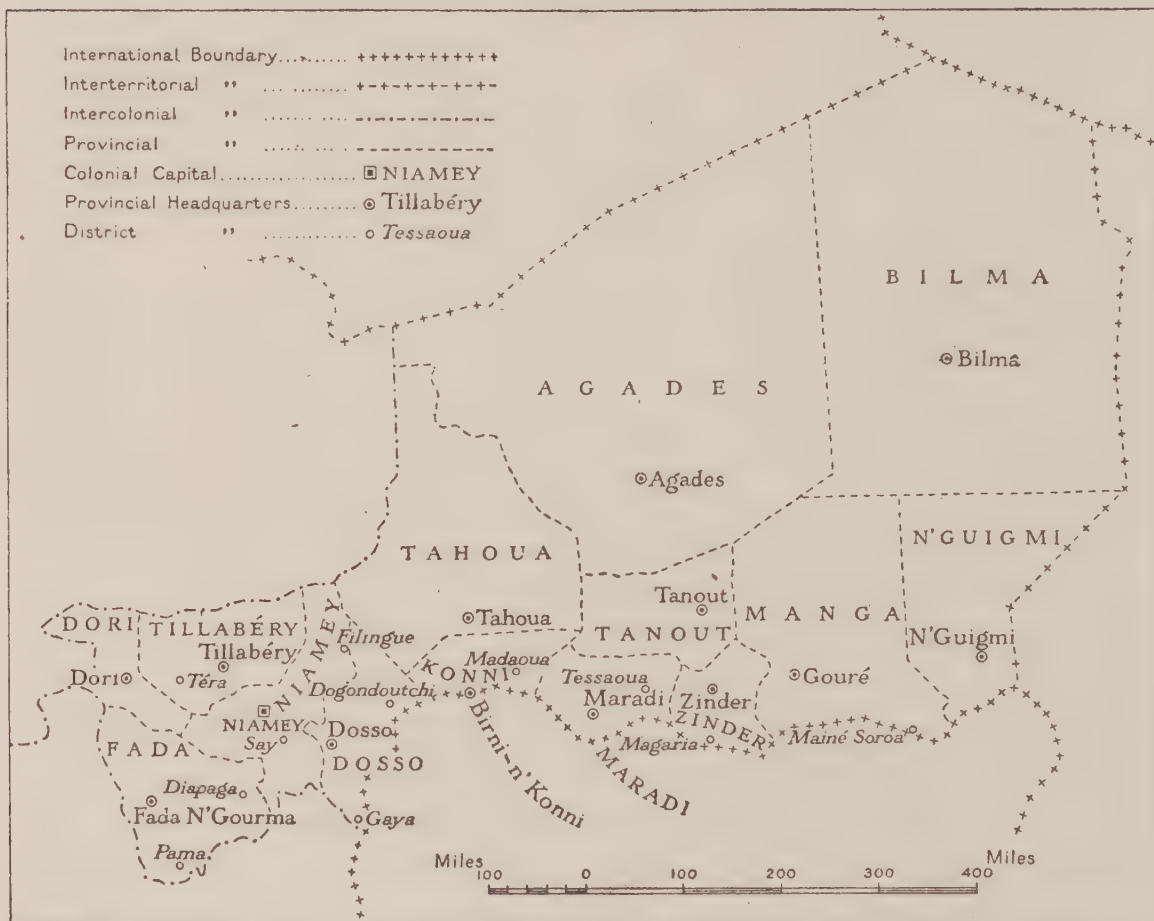 International Boundary
Interterritorial "
Intercolonial "
Provincial "
Colonial Capital NIAMEY
Provincial Headquarters Tillabéry
District " Tessaoua
BILMA
Bilma
AGADES
Agades
N'GUIGMI
TAHOUA
Tanout
MANGA
DORI
TILLABÉRY
Tahoua
TANOUT
N'Guigmi
Tillabéry
NIAMEY
Filingue
KONNI
Madaoua
Tessaoua
Gouré
Dori
Téra
Dogondoutchi
Maradi
Zinder
NIAMEY
Say
Dosso
Birni-n'Konni
ZINDER
Magaria
Mainé Soroa
FADA
DOSSO
MARADI
Diapaga
Fada N'Gourma
Gaya
Pama
Miles
Miles
100 0 100 200 300 400